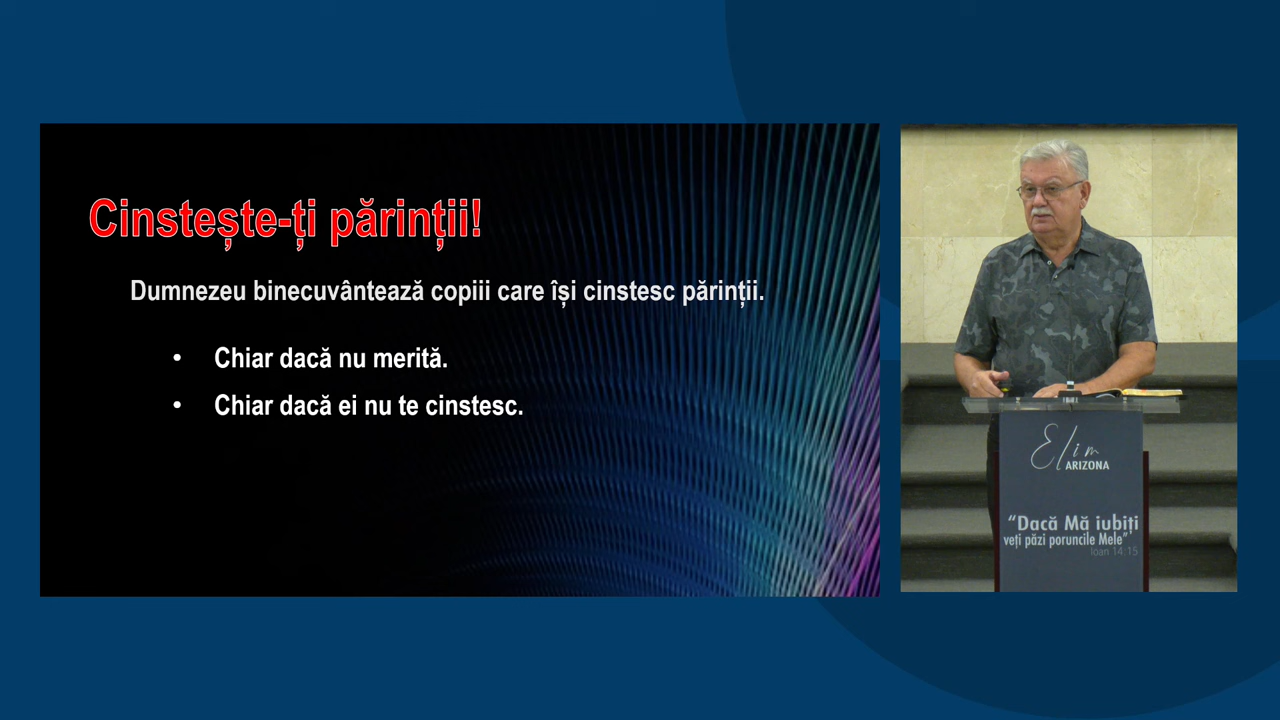 Cinstește-ți părinții!
Dumnezeu binecuvântează copiii care își cinstesc părinții.
• Chiar dacă nu merită.
• Chiar dacă ei nu te cinstesc.
Elim
ARIZONA
“Dacă Mă iubiți
veți păzi poruncile Mele”
Ioan 14:15